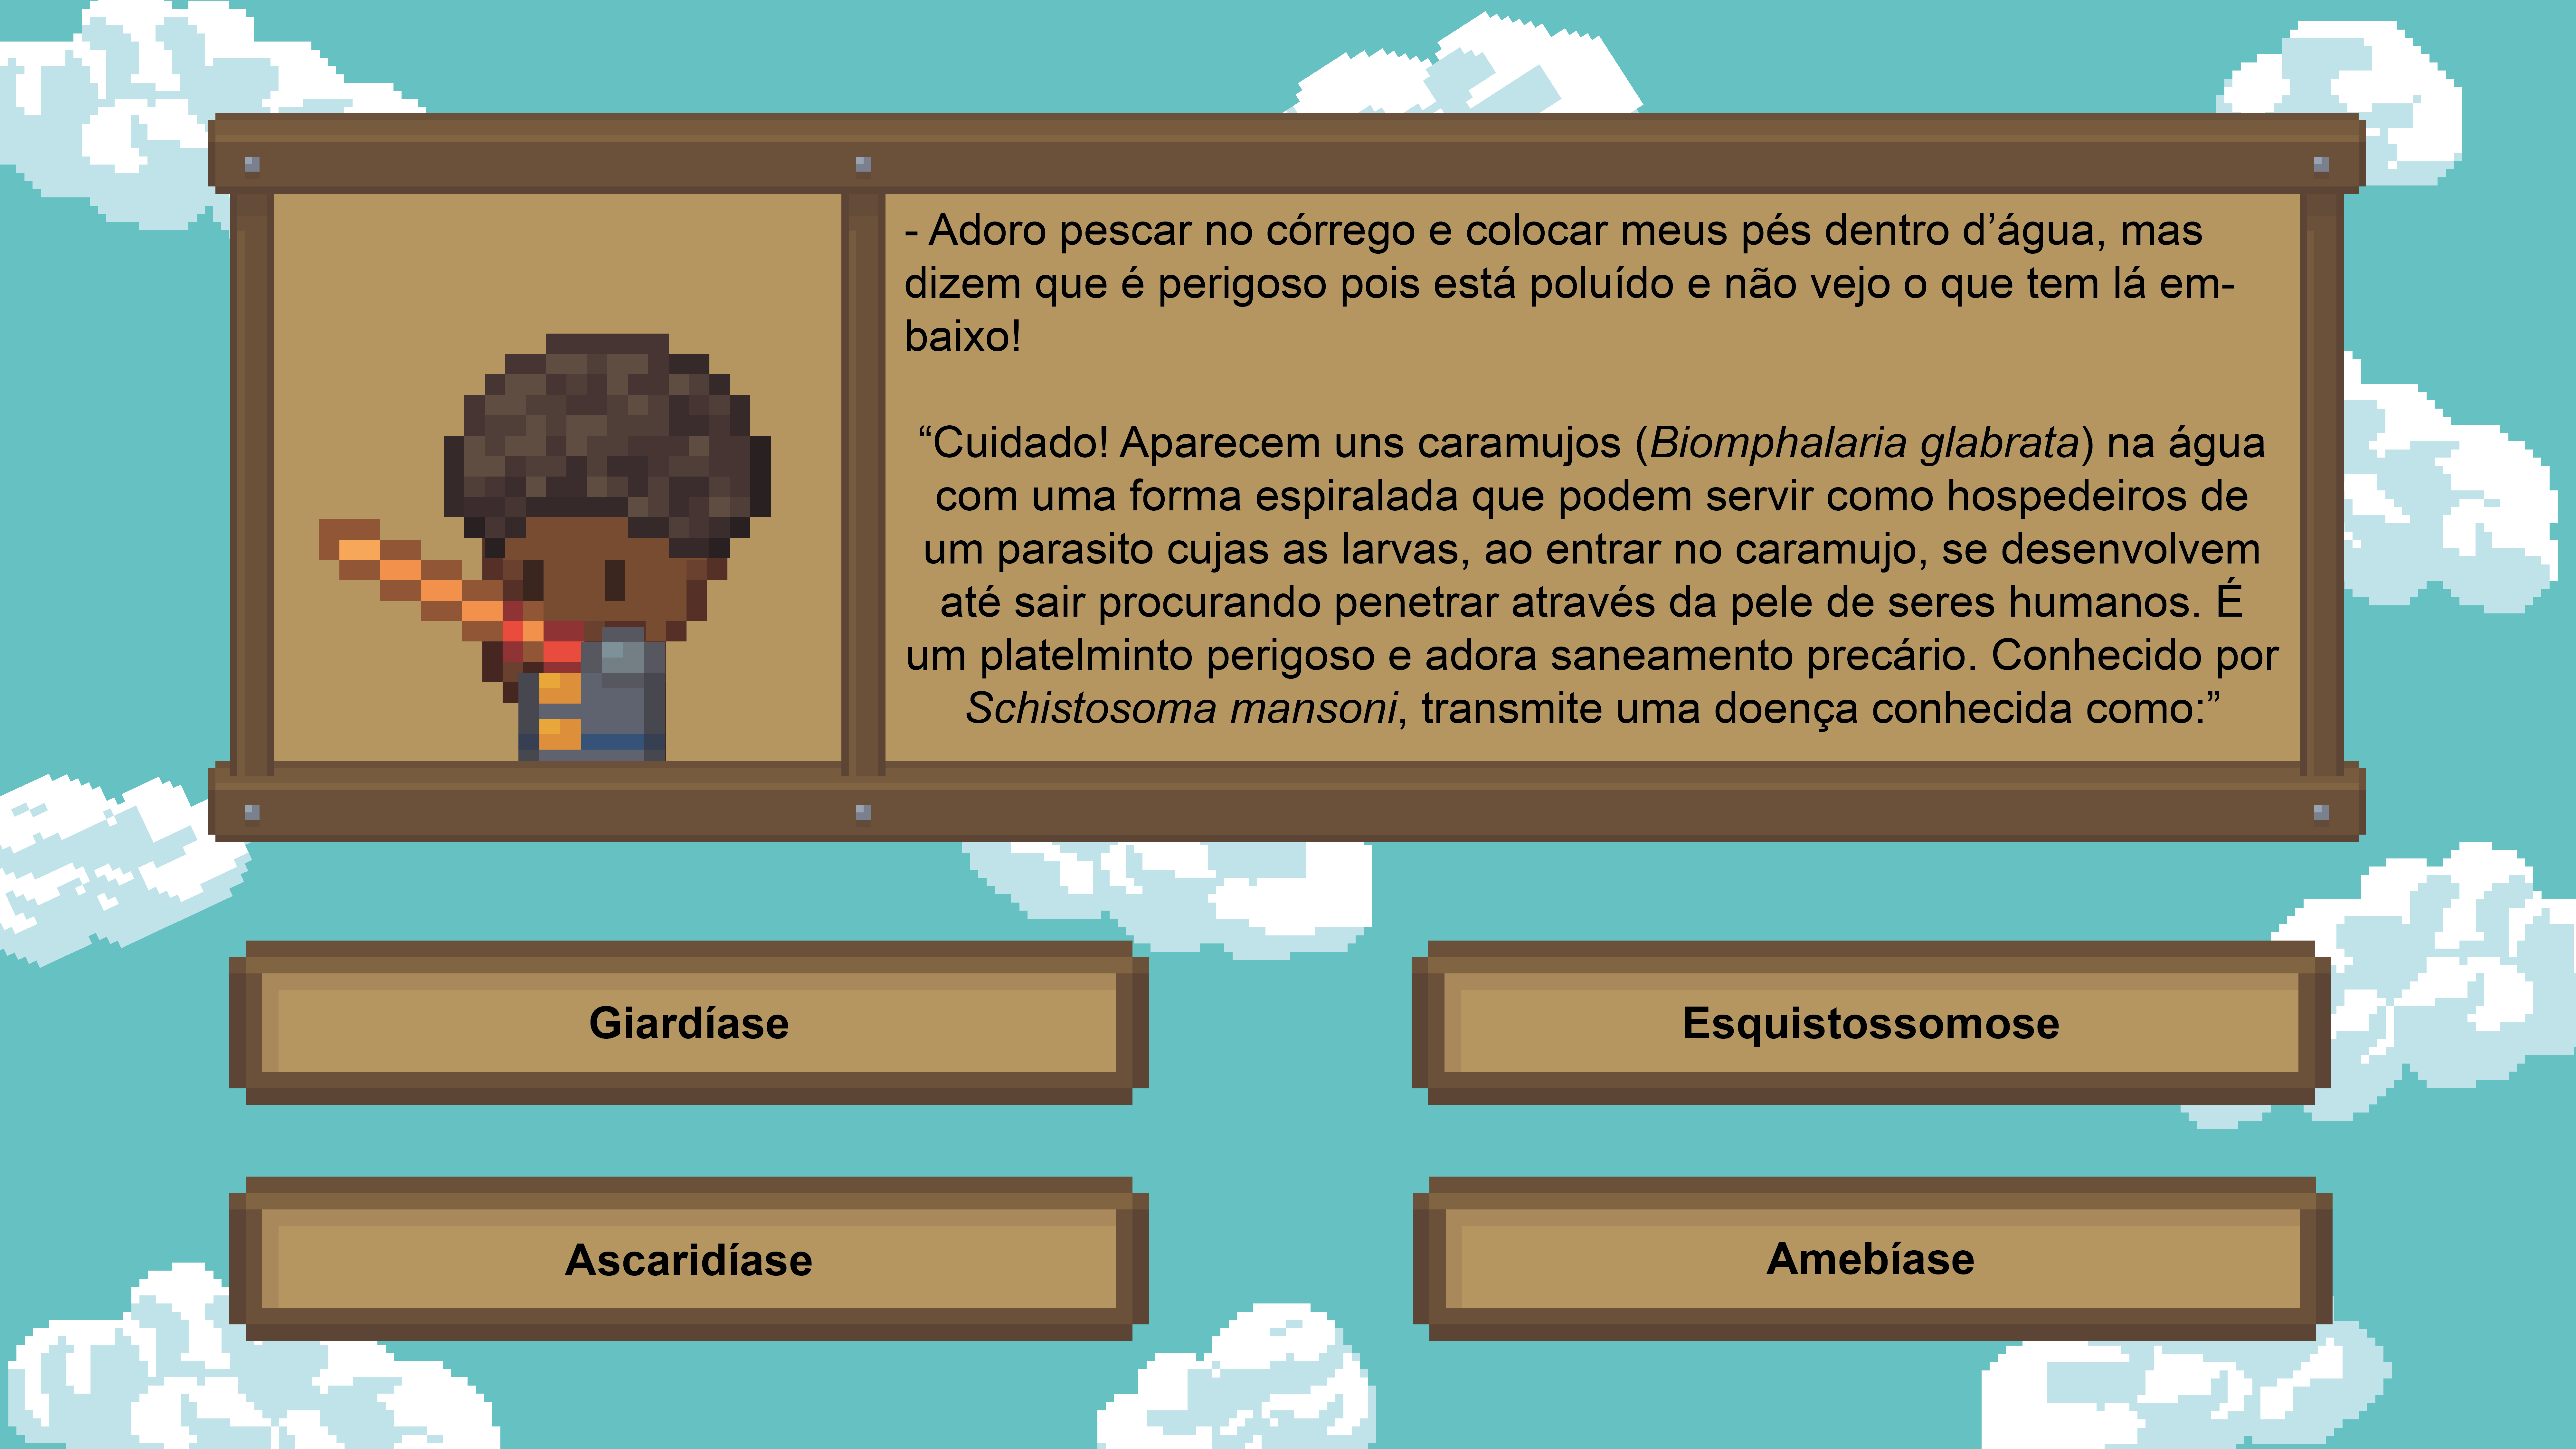 - Adoro pescar no córrego e colocar meus pés dentro d’água, mas
dizem que é perigoso pois está poluído e não vejo o que tem lá em-
baixo!
“Cuidado! Aparecem uns caramujos (Biomphalaria glabrata) na água
com uma forma espiralada que podem servir como hospedeiros de
um parasito cujas as larvas, ao entrar no caramujo, se desenvolvem
até sair procurando penetrar através da pele de seres humanos. É
um platelminto perigoso e adora saneamento precário. Conhecido por
Schistosoma mansoni, transmite uma doença conhecida como:”
Giardíase
Esquistossomose
Ascaridíase
Amebíase